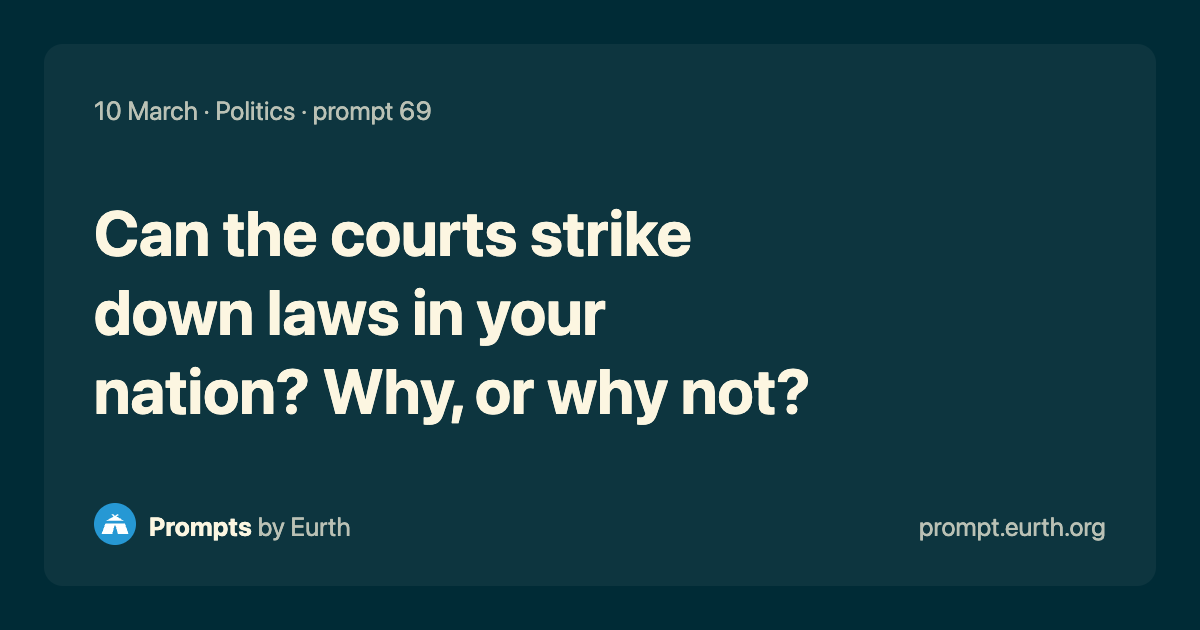 10 March · Politics · prompt 69
Can the courts strike
down laws in your
nation? Why, or why not?
Prompts by Eurth
prompt.eurth.org